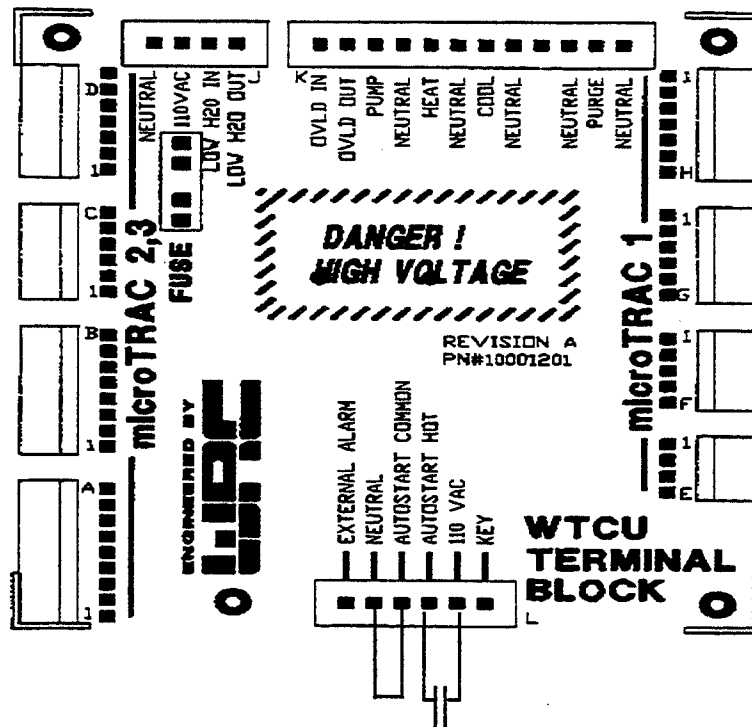 D
1
C
1
B
1
A
1
microTRAC 2,3
NEUTRAL
110VAC
LOW H20 IN
LOW H20 OUT
L
FUSE
K
OVLD IN
OVLD OUT
PUMP
NEUTRAL
HEAT
NEUTRAL
COOL
NEUTRAL
NEUTRAL
PURGE
NEUTRAL
DANGER !
HIGH VOLTAGE
REVISION A
PN#10001201
microTRAC 1
1
H
1
G
1
F
1
E
ENGINEERED BY
EXTERNAL ALARM
NEUTRAL
AUTOSTART COMMON
AUTOSTART HOT
110 VAC
KEY
WTCU
TERMINAL
BLOCK